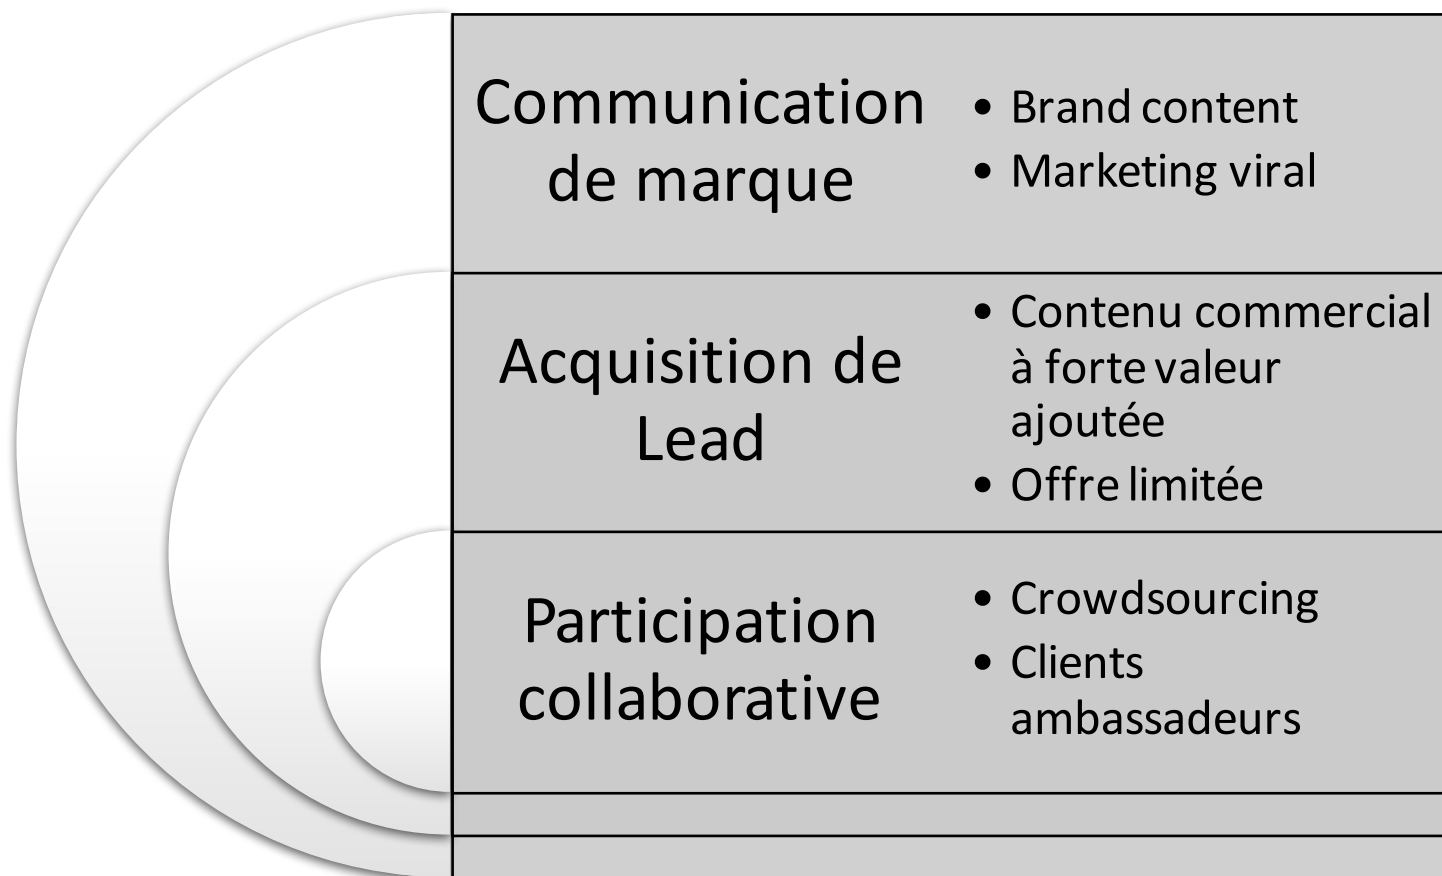 Communication
de marque
• Brand content
• Marketing viral
Acquisition de
Lead
• Contenu commercial
à forte valeur
ajoutée
• Offre limitée
Participation
collaborative
• Crowdsourcing
• Clients
ambassadeurs